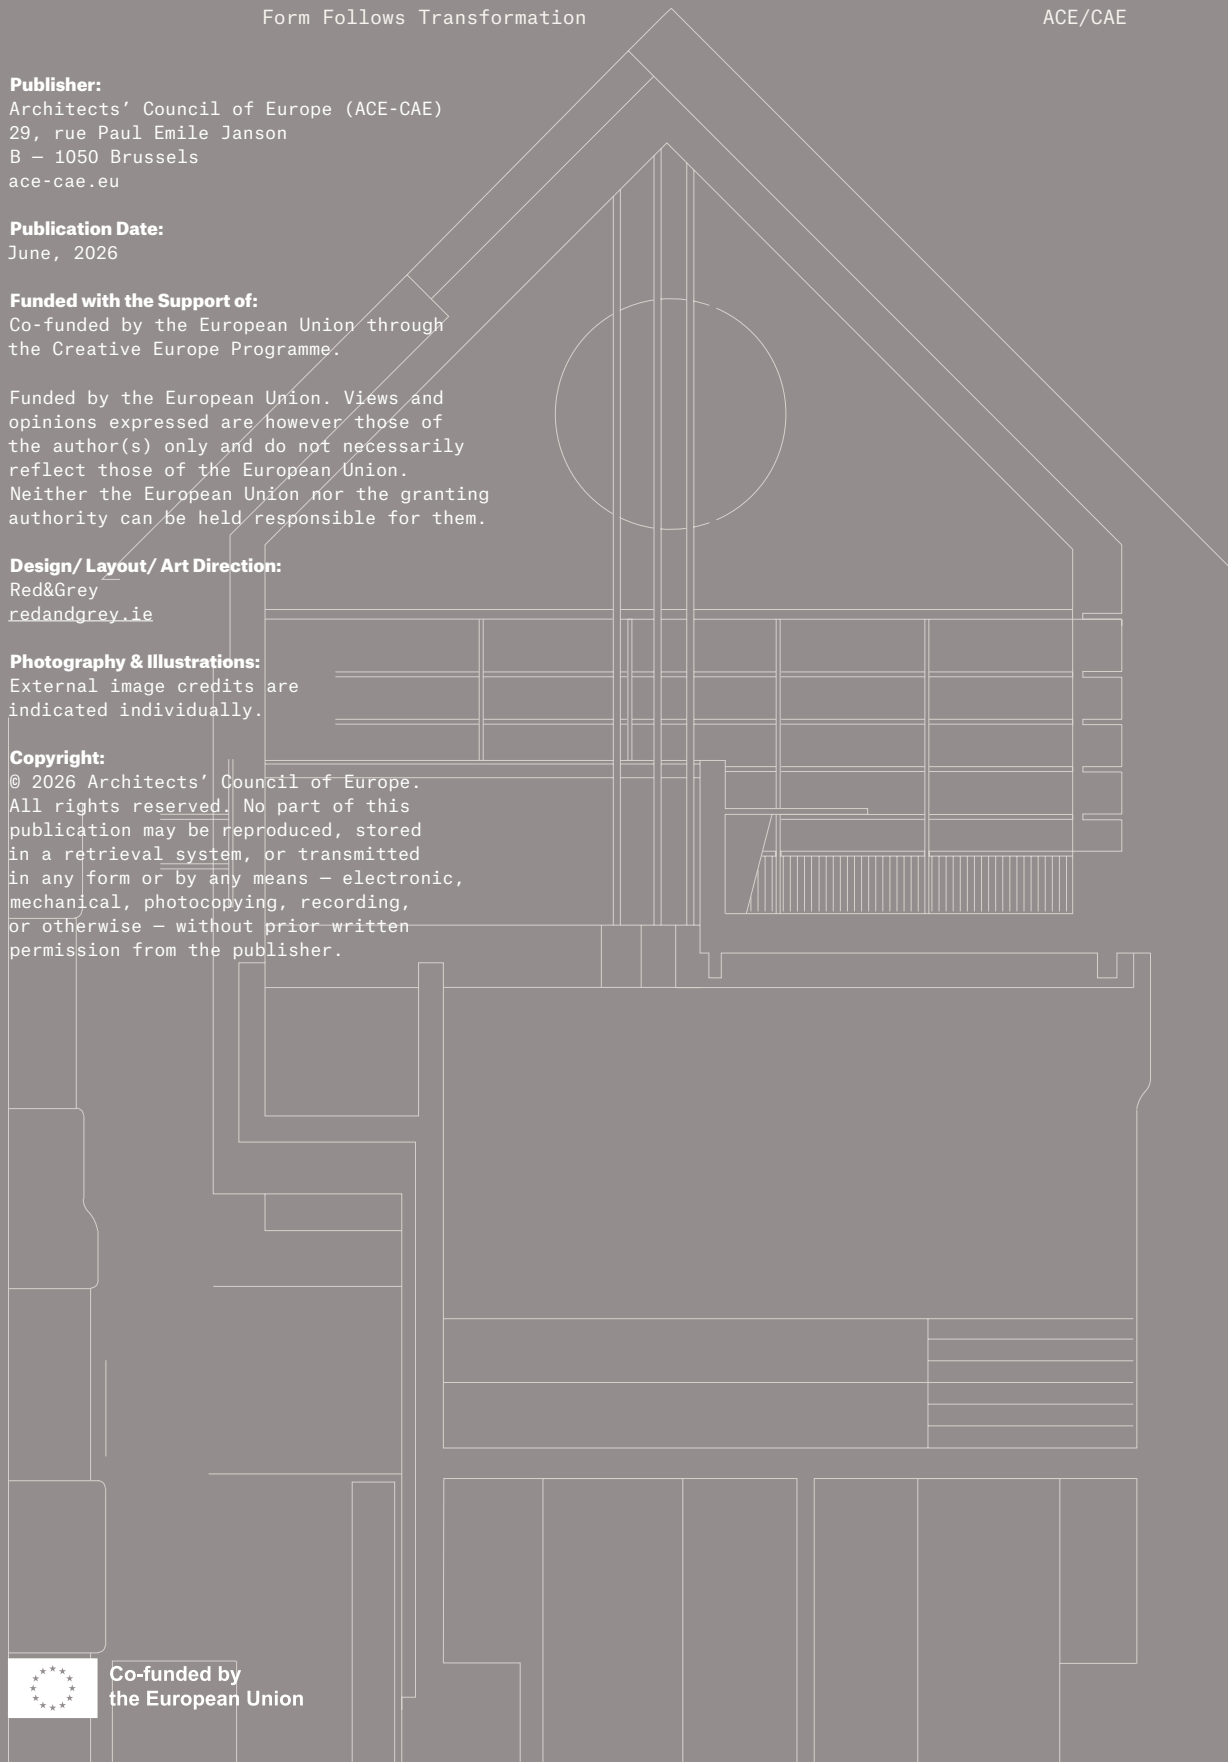 Form Follows Transformation
ACE/CAE
Publisher:
Architects’ Council of Europe (ACE-CAE)
29, rue Paul Emile Janson
B — 1050 Brussels
ace-cae.eu
Publication Date:
June, 2026
Funded with the Support of:
Co-funded by the European Union through
the Creative Europe Programme.
Funded by the European Union. Views and
opinions expressed are however those of
the author(s) only and do not necessarily
reflect those of the European Union.
Neither the European Union nor the granting
authority can be held responsible for them.
Design/ Layout/ Art Direction:
Red&Grey
redandgrey.ie
Photography & Illustrations:
External image credits are
indicated individually.
Copyright:
© 2026 Architects’ Council of Europe.
All rights reserved. No part of this
publication may be reproduced, stored
in a retrieval system, or transmitted
in any form or by any means — electronic,
mechanical, photocopying, recording,
or otherwise — without prior written
permission from the publisher.
Co-funded by
the European Union